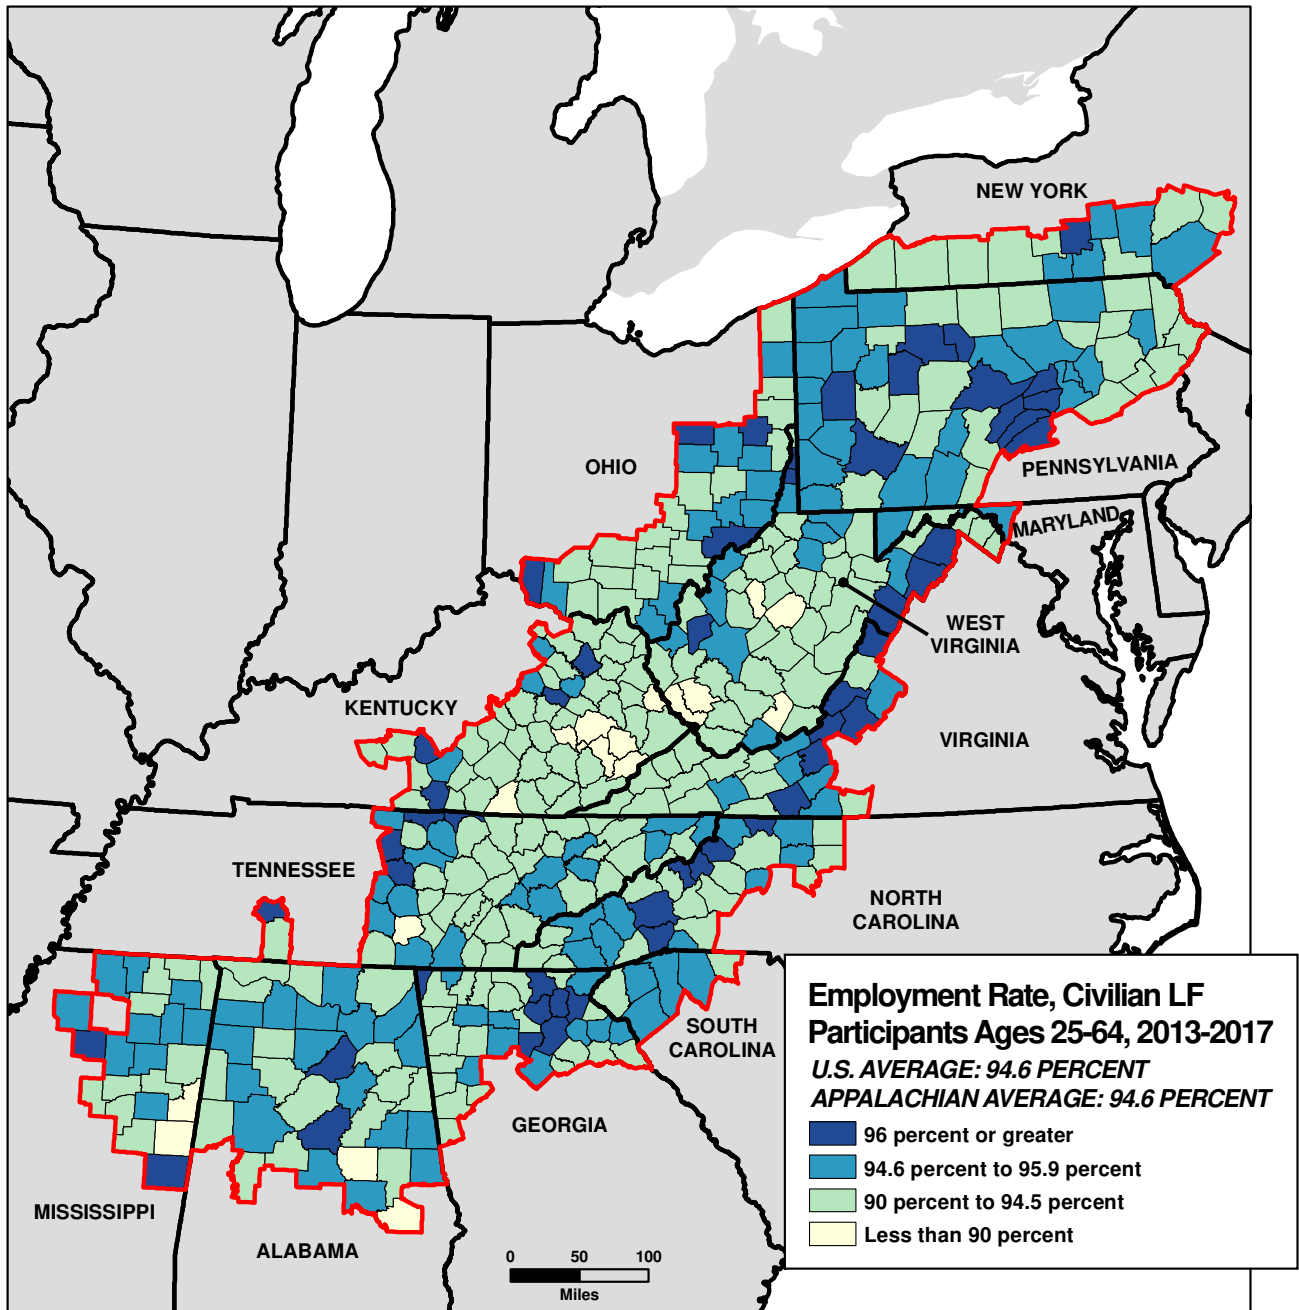 NEW YORK
OHIO
PENNSYLVANIA
MARYLAND
WEST
VIRGINIA
KENTUCKY
VIRGINIA
TENNESSEE
NORTH
CAROLINA
SOUTH
CAROLINA
GEORGIA
MISSISSIPPI
ALABAMA
0 50 100
Miles
Employment Rate, Civilian LF
Participants Ages 25-64, 2013-2017
U.S. AVERAGE: 94.6 PERCENT
APPALACHIAN AVERAGE: 94.6 PERCENT
96 percent or greater
94.6 percent to 95.9 percent
90 percent to 94.5 percent
Less than 90 percent